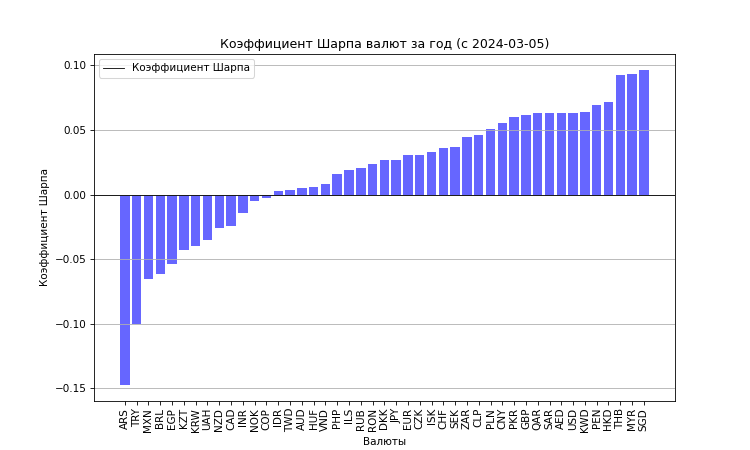 Коэффициент Шарпа валют за год (с 2024-03-05)
Коэффициент Шарпа
Коэффициент Шарпа
0.10
0.05
0.00
−0.05
−0.10
−0.15
ARS TRY MXN BRL EGP KZT KRW UAH NZD CAD INR NOK COP IDR TWD AUD HUF VND PHP ILS RUB RON DKK JPY EUR CZK ISK CHF SEK ZAR CLP PLN CNY PKR GBP QAR SAR AED USD KWD PEN HKD THB MYR SGD
Валюты